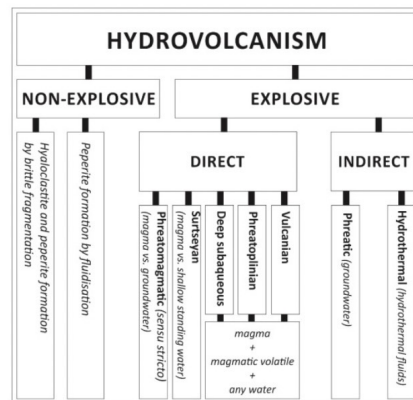 HYDROVOLCANISM
NON-EXPLOSIVE
EXPLOSIVE
DIRECT
INDIRECT
Hyaloclastite and peperite formation
by brittle fragmentation
Peperite formation by fluidisation
Phreatomagmatic (sensu stricto)
(magma vs. groundwater)
Surtseyan
(magma vs. shallow standing water)
Deep subaqueous
Phreatoplinian
Vulcanian
magma
+
magmatic volatile
+
any water
Phreatic (groundwater)
Hydrothermal (hydrothermal fluids)